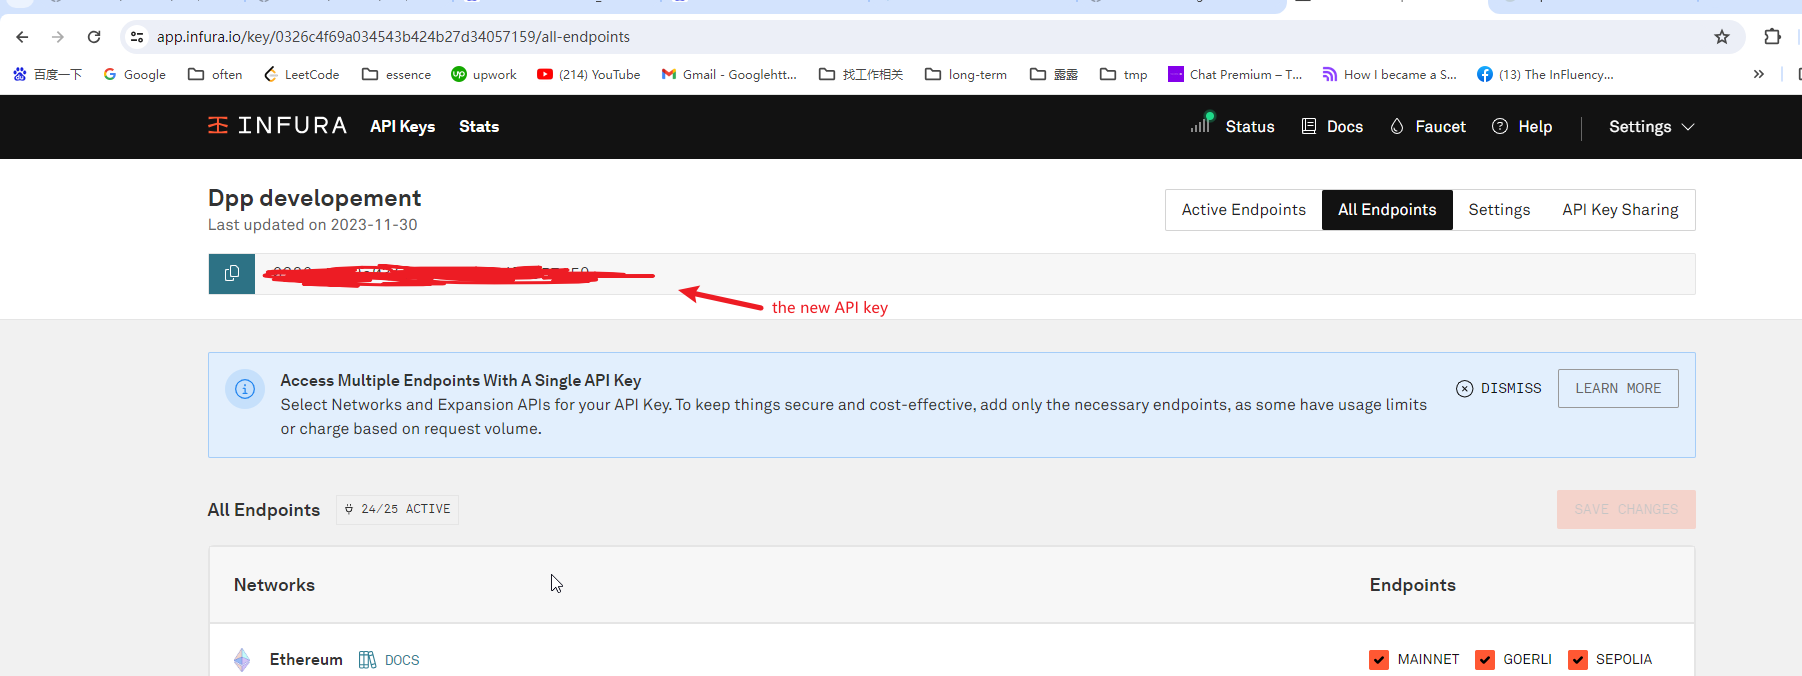 app.infura.io/key/0326c4f69a034543b424b27d34057159/all-endpoints
百度一下 Google often LeetCode essence upwork (214) YouTube Gmail - Googlehtt... 找工作相关 long-term 露露 tmp Chat Premium – T... How I became a S... (13) The InFluency...
INFURA API Keys Stats Status Docs Faucet Help Settings
Dpp developement
Last updated on 2023-11-30
Active Endpoints All Endpoints Settings API Key Sharing
the new API key
Access Multiple Endpoints With A Single API Key
Select Networks and Expansion APIs for your API Key. To keep things secure and cost-effective, add only the necessary endpoints, as some have usage limits
or charge based on request volume.
DISMISS LEARN MORE
All Endpoints 24/25 ACTIVE SAVE CHANGES
Networks Endpoints
Ethereum DOCS MAINNET GOERLI SEPOLIA